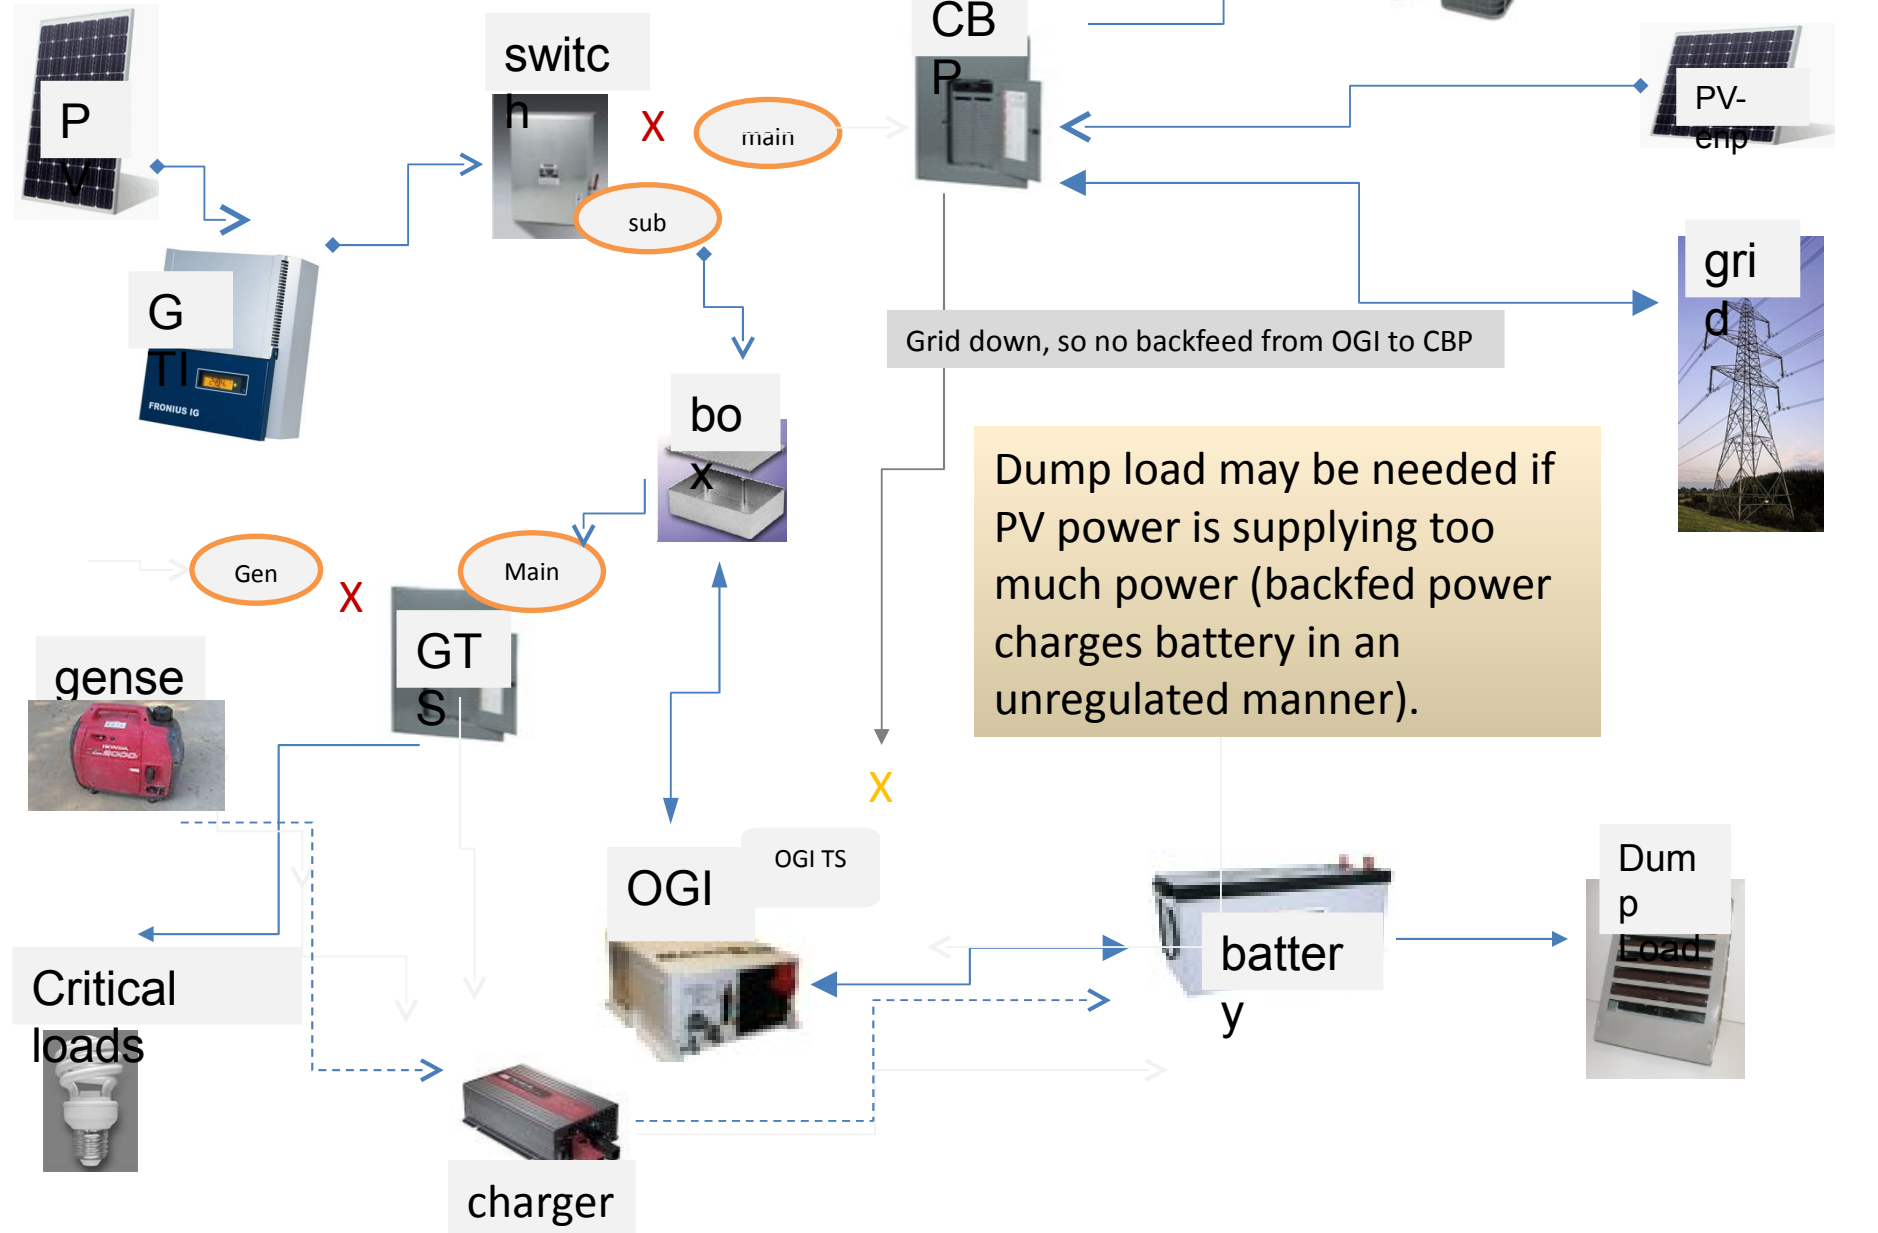 CB
P
switc
h
P
V
main
PV-
enp
sub
gri
d
G
TI
FRONIUS IG
Grid down, so no backfeed from OGI to CBP
bo
x
Dump load may be needed if
PV power is supplying too
much power (backfed power
charges battery in an
unregulated manner).
X
Gen
X
Main
GT
S
gense
HONDA
X
OGI TS
OGI
Dum
p
Load
batter
y
Critical
loads
charger